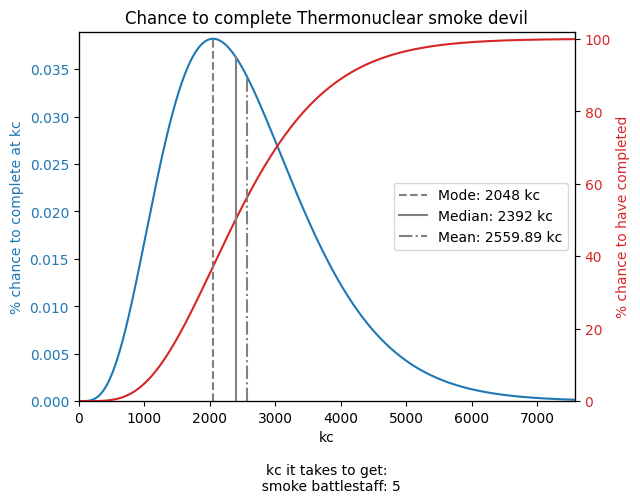 Chance to complete Thermonuclear smoke devil
% chance to complete at kc
0.035
0.030
0.025
0.020
0.015
0.010
0.005
0.000
100
80
60
40
20
0
% chance to have completed
Mode: 2048 kc
Median: 2392 kc
Mean: 2559.89 kc
0 1000 2000 3000 4000 5000 6000 7000
kc
kc it takes to get:
smoke battlestaff: 5